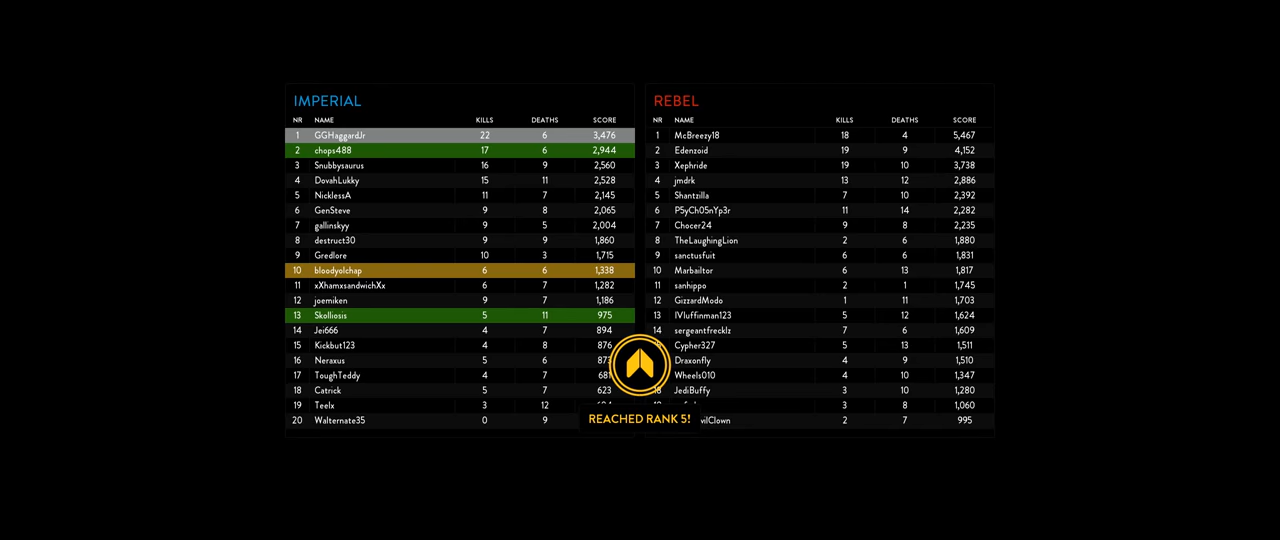 IMPERIAL
NR NAME KILLS DEATHS SCORE
1 GGHaggardJr 22 6 3,476
2 chops488 17 6 2,944
3 Snubbysaurus 16 9 2,560
4 DovahLukky 15 11 2,528
5 NicklessA 11 7 2,145
6 GenSteve 9 8 2,065
7 gallinskyy 9 5 2,004
8 destruct30 9 9 1,860
9 Gredlore 10 3 1,715
10 bloodyolchap 6 6 1,338
11 xXhamxsandwichXx 6 7 1,282
12 joemiken 9 7 1,186
13 Skolliosis 5 11 975
14 Jei666 4 7 894
15 Kickbut123 4 8 876
16 Neraxus 5 6 873
17 ToughTeddy 4 7 681
18 Catrick 5 7 623
19 Teelx 3 12
20 Walternate35 0 9
REBEL
NR NAME KILLS DEATHS SCORE
1 McBreezy18 18 4 5,467
2 Edenzoid 19 9 4,152
3 Xephride 19 10 3,738
4 jmdrk 13 12 2,886
5 Shantzilla 7 10 2,392
6 P5yCh05nYp3r 11 14 2,282
7 Chocer24 9 8 2,235
8 TheLaughingLion 2 6 1,880
9 sanctusfuit 6 6 1,831
10 Marbailtor 6 13 1,817
11 sanhippo 2 1 1,745
12 GizzardModo 1 11 1,703
13 IVluffinman123 5 12 1,624
14 sergeantfrecklz 7 6 1,609
Cypher327 5 13 1,511
Draxonfly 4 9 1,510
Wheels010 4 10 1,347
18 JediBuffy 3 10 1,280
3 8 1,060
vilClown 2 7 995
REACHED RANK 5!